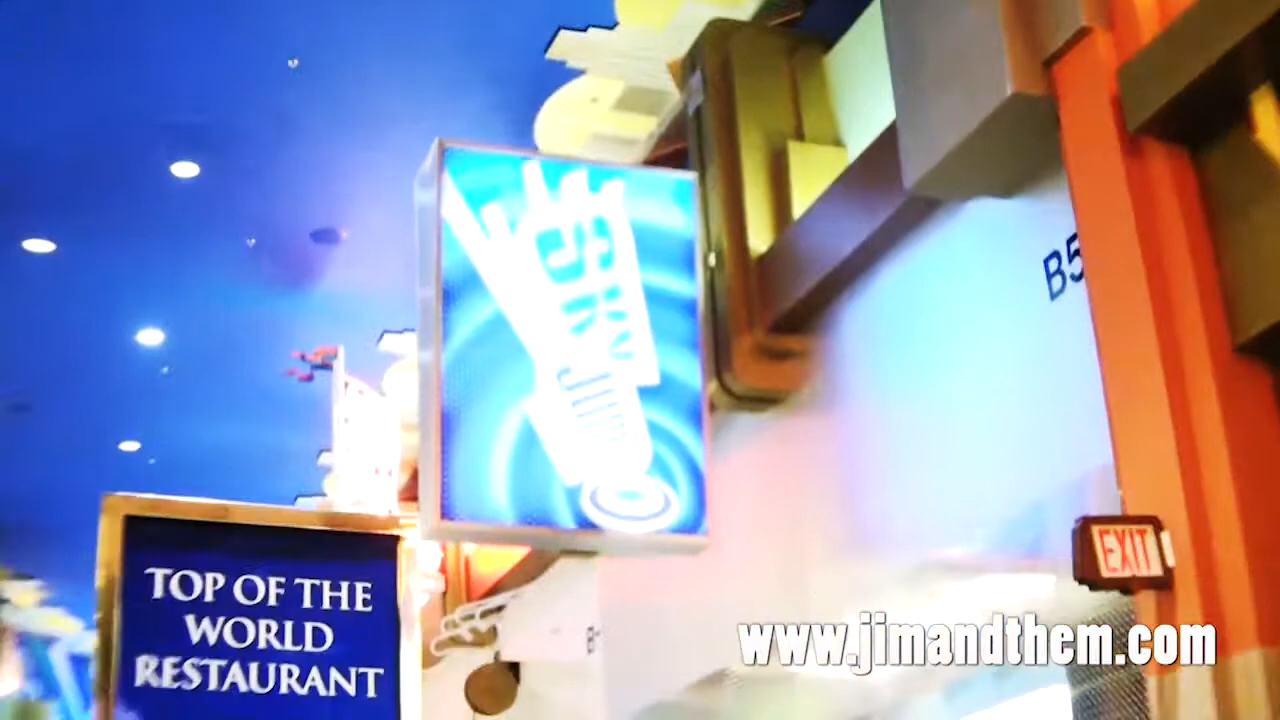 SKY
JUMP
B5
EXIT
TOP OF THE
WORLD
RESTAURANT
www.jimandthem.com